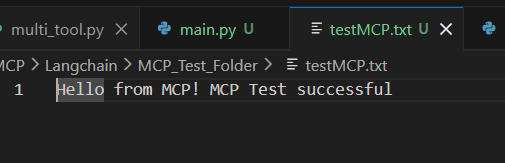 multi_tool.py main.py U testMCP.txt U
MCP > Langchain > MCP_Test_Folder > testMCP.txt
1 Hello from MCP! MCP Test successful